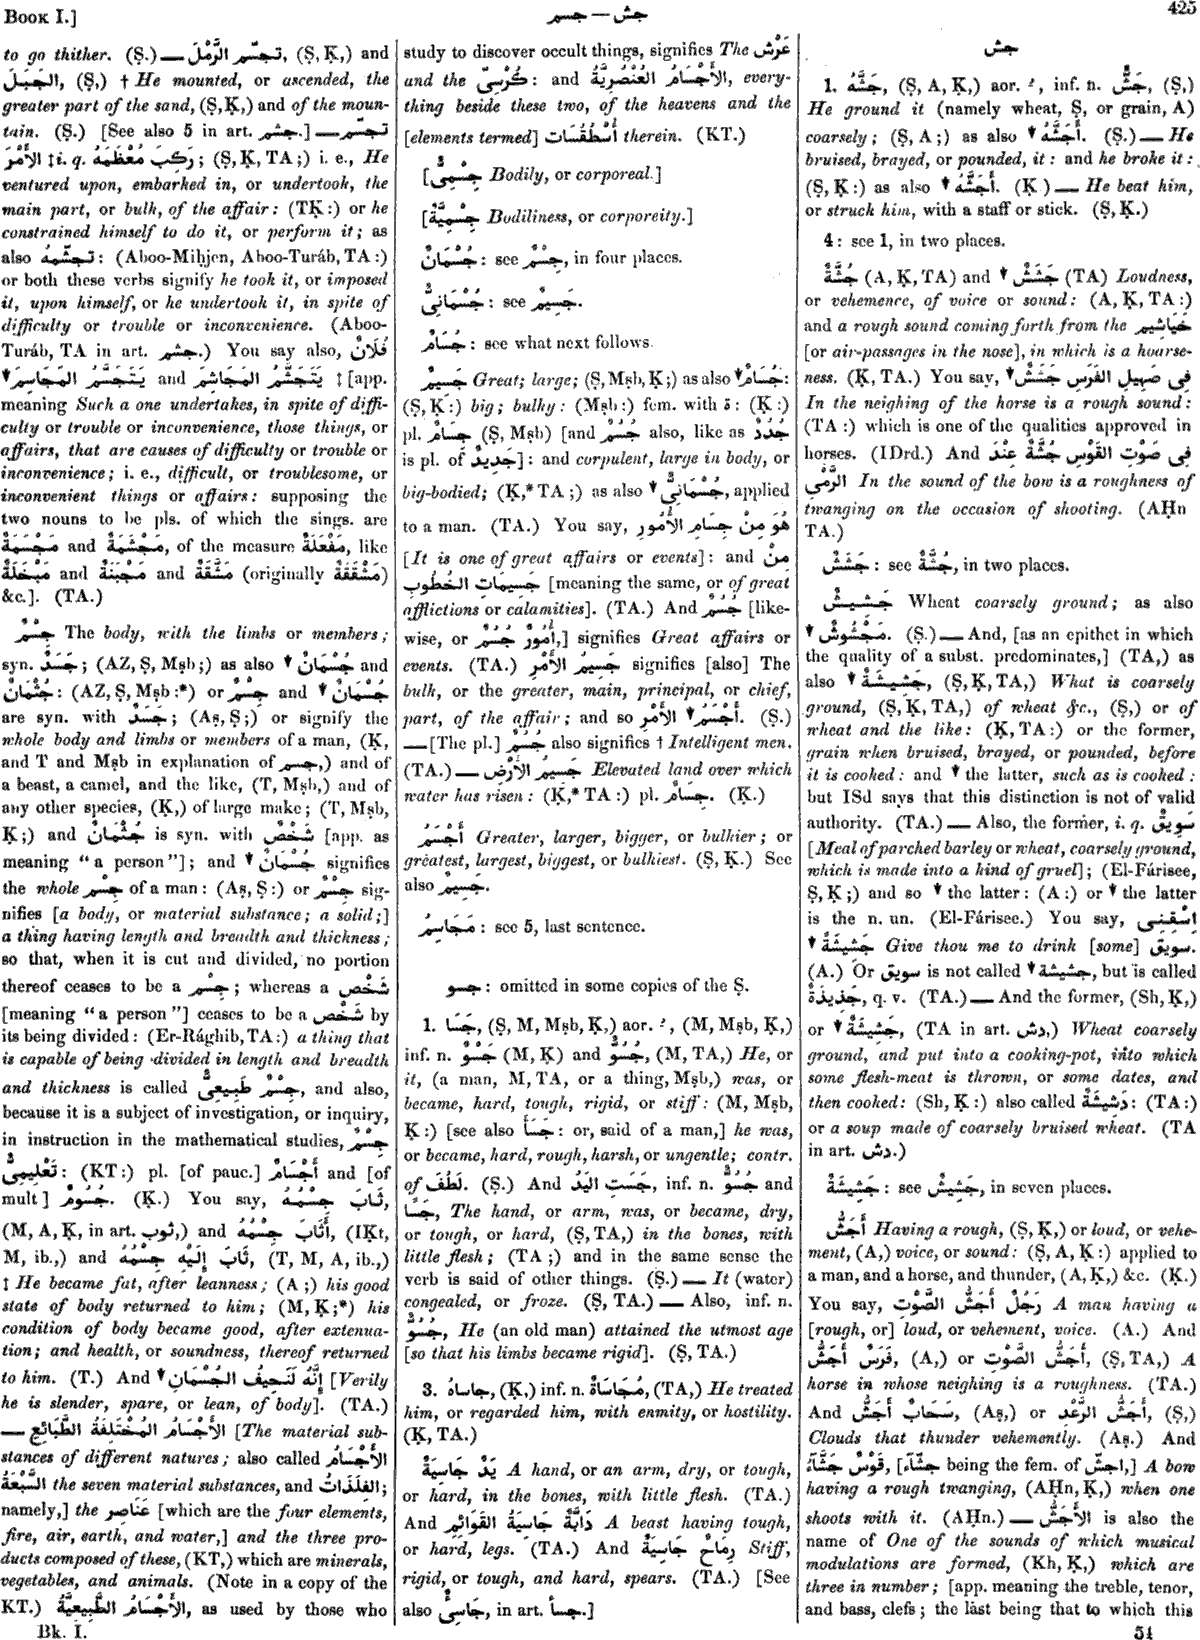 BOOK I.]
جسم — جش
425
to go thither. (Ṣ.) — تجسّم الرَّمْلَ, (Ṣ, Ḳ,) and
الجَبَلَ, (Ṣ,) † He mounted, or ascended, the
greater part of the sand, (Ṣ, Ḳ,) and of the moun-
tain. (Ṣ.) [See also 5 in art. جشم.] — تجسّم
الأَمْرَ ‡ i. q. رَكِبَ مُعْظَمَهُ; (Ṣ, Ḳ, TA;) i. e., He
ventured upon, embarked in, or undertook, the
main part, or bulk, of the affair: (TḲ:) or he
constrained himself to do it, or perform it; as
also تجشّمهُ: (Aboo-Miḥjen, Aboo-Turáb, TA:)
or both these verbs signify he took it, or imposed
it, upon himself, or he undertook it, in spite of
difficulty or trouble or inconvenience. (Aboo-
Turáb, TA in art. جشم.) You say also, فُلَانٌ
يَتَجَشَّمُ المَجَاشِمَ and يَتَجَسَّمُ المَجَاسِمَ ▼ ‡ [app.
meaning Such a one undertakes, in spite of diffi-
culty or trouble or inconvenience, those things, or
affairs, that are causes of difficulty or trouble or
inconvenience; i. e., difficult, or troublesome, or
inconvenient things or affairs: supposing the
two nouns to be pls. of which the sings. are
مَجْسَمَةٌ and مَجْشَمَةٌ, of the measure مَفْعَلَةٌ, like
مَبْخَلَةٌ and مَجْبَنَةٌ and مَشَقَّةٌ (originally مَشْقَقَةٌ)
&c.]. (TA.)
جِسْمٌ The body, with the limbs or members;
syn. جَسَدٌ; (AZ, Ṣ, Mṣb;) as also ▼ جُسْمَانٌ and
جُثْمَانٌ: (AZ, Ṣ, Mṣb:*) or جِسْمٌ and ▼ جُسْمَانٌ
are syn. with جَسَدٌ; (Aṣ, Ṣ;) or signify the
whole body and limbs or members of a man, (Ḳ,
and T and Mṣb in explanation of جسم,) and of
a beast, a camel, and the like, (T, Mṣb,) and of
any other species, (Ḳ,) of large make; (T, Mṣb,
Ḳ;) and جُثْمَانٌ is syn. with شَخْصٌ [app. as
meaning "a person"]; and ▼ جُسْمَانٌ signifies
the whole جِسْم of a man: (Aṣ, Ṣ:) or جِسْمٌ sig-
nifies [a body, or material substance; a solid;]
a thing having length and breadth and thickness;
so that, when it is cut and divided, no portion
thereof ceases to be a جِسْم; whereas a شَخْص
[meaning "a person"] ceases to be a شَخْص by
its being divided: (Er-Rághib, TA:) a thing that
is capable of being divided in length and breadth
and thickness is called جِسْمٌ طَبِيعِىٌّ, and also,
because it is a subject of investigation, or inquiry,
in instruction in the mathematical studies, جِسْمٌ
تَعْلِيمِىٌّ: (KT:) pl. [of pauc.] أَجْسَامٌ and [of
mult] جُسُومٌ. (Ḳ.) You say, ثَابَ جِسْمُهُ,
(M, A, Ḳ, in art. ثوب,) and أَثَابَ جِسْمُهُ, (IḲt,
M, ib.,) and ثَابَ إِلَيْهِ جِسْمُهُ, (T, M, A, ib.,)
‡ He became fat, after leanness; (A;) his good
state of body returned to him; (M, Ḳ;*) his
condition of body became good, after extenua-
tion; and health, or soundness, thereof returned
to him. (T.) And إِنَّهُ لَنَحِيفُ الجُسْمَانِ ▼ [Verily
he is slender, spare, or lean, of body]. (TA.)
— الأَجْسَامُ المُخْتَلِفَةُ الطَّبَائِعِ [The material sub-
stances of different natures; also called الأَجْسَامُ
السَّبْعَةُ the seven material substances, and الفِلَذَاتُ;
namely,] the عَنَاصِر [which are the four elements,
fire, air, earth, and water,] and the three pro-
ducts composed of these, (KT,) which are minerals,
vegetables, and animals. (Note in a copy of the
KT.) الأَجْسَامُ الطَّبِيعِيَّةُ, as used by those who
Bk. I.
study to discover occult things, signifies The عَرْش
and the كُرْسِىّ: and الأَجْسَامُ العُنْصُرِيَّةُ, every-
thing beside these two, of the heavens and the
[elements termed] أُسْطُقُسَّات therein. (KT.)
[جِسْمِىٌّ Bodily, or corporeal.]
[جِسْمِيَّةٌ Bodiliness, or corporeity.]
جُسْمَانٌ: see جِسْمٌ, in four places.
جُسْمَانِىٌّ: see جَسِيمٌ.
جُسَامٌ: see what next follows.
جَسِيمٌ Great; large; (Ṣ, Mṣb, Ḳ;) as also ▼ جُسَامٌ:
(Ṣ, Ḳ:) big; bulky: (Mṣb:) fem. with ة: (Ḳ:)
pl. جِسَامٌ (Ṣ, Mṣb) [and جُسُمٌ also, like as جُدُدٌ
is pl. of جَدِيدٌ]: and corpulent, large in body, or
big-bodied; (Ḳ,* TA;) as also ▼ جُسْمَانِىٌّ, applied
to a man. (TA.) You say, هُوَ مِنْ جِسَامِ الأُمُورِ
[It is one of great affairs or events]: and مِنْ
جَسِيمَاتِ الخُطُوبِ [meaning the same, or of great
afflictions or calamities]. (TA.) And جُسُمٌ [like-
wise, or أُمُورٌ جُسُمٌ,] signifies Great affairs or
events. (TA.) جَسِيمُ الأَمْرِ signifies [also] The
bulk, or the greater, main, principal, or chief,
part, of the affair; and so أَجْسَمُ ▼ الأَمْرِ. (Ṣ.)
— [The pl.] جُسُمٌ also signifies † Intelligent men.
(TA.) — جَسِيمُ الأَرْضِ Elevated land over which
water has risen: (Ḳ,* TA:) pl. جِسَامٌ. (Ḳ.)
أَجْسَمُ Greater, larger, bigger, or bulkier; or
greatest, largest, biggest, or bulkiest. (Ṣ, Ḳ.) See
also جَسِيمٌ.
مَجَاسِمُ: see 5, last sentence.
جسو: omitted in some copies of the Ṣ.
1. جَسَا, (Ṣ, M, Mṣb, Ḳ,) aor. ُ, (M, Mṣb, Ḳ,)
inf. n. جَسْوٌ (M, Ḳ) and جُسُوٌّ, (M, TA,) He, or
it, (a man, M, TA, or a thing, Mṣb,) was, or
became, hard, tough, rigid, or stiff: (M, Mṣb,
Ḳ:) [see also جَسَأَ: or, said of a man,] he was,
or became, hard, rough, harsh, or ungentle; contr.
of لَطُفَ. (Ṣ.) And جَسَتِ اليَدُ, inf. n. جُسُوٌّ and
جَسًا, The hand, or arm, was, or became, dry,
or tough, or hard, (Ṣ, TA,) in the bones, with
little flesh; (TA;) and in the same sense the
verb is said of other things. (Ṣ.) — It (water)
congealed, or froze. (Ṣ, TA.) — Also, inf. n.
جُسُوٌّ, He (an old man) attained the utmost age
[so that his limbs became rigid]. (Ṣ, TA.)
3. جاساهُ, (Ḳ,) inf. n. مُجَاسَاةٌ, (TA,) He treated
him, or regarded him, with enmity, or hostility.
(Ḳ, TA.)
يَدٌ جَاسِيَةٌ A hand, or an arm, dry, or tough,
or hard, in the bones, with little flesh. (TA.)
And دَابَّةٌ جَاسِيَةُ القَوَائِمِ A beast having tough,
or hard, legs. (TA.) And رِمَاحٌ جَاسِيَةٌ Stiff,
rigid, or tough, and hard, spears. (TA.) [See
also جَاسِئٌ, in art. جسأ.]
جش
1. جَشَّهُ, (Ṣ, A, Ḳ,) aor. ُ, inf. n. جَشٌّ, (Ṣ,)
He ground it (namely wheat, Ṣ, or grain, A)
coarsely; (Ṣ, A;) as also ▼ أَجَشَّهُ. (Ṣ.) — He
bruised, brayed, or pounded, it: and he broke it:
(Ṣ, Ḳ:) as also ▼ أَجَشَّهُ. (Ḳ) — He beat him,
or struck him, with a staff or stick. (Ṣ, Ḳ.)
4: see 1, in two places.
جُشَّةٌ (A, Ḳ, TA) and ▼ جَشَشٌ (TA) Loudness,
or vehemence, of voice or sound: (A, Ḳ, TA:)
and a rough sound coming forth from the خَيَاشِيم
[or air-passages in the nose], in which is a hoarse-
ness. (Ḳ, TA.) You say, فِى صَهِيلِ الفَرَسِ جَشَشٌ ▼
In the neighing of the horse is a rough sound:
(TA:) which is one of the qualities approved in
horses. (IDrd.) And فِى صَوْتِ القَوْسِ جُشَّةٌ عِنْدَ
الرَّمْىِ In the sound of the bow is a roughness of
twanging on the occasion of shooting. (AḤn
TA.)
جَشَشٌ: see جُشَّةٌ, in two places.
جَشِيشٌ Wheat coarsely ground; as also
▼ مَجْشُوشٌ. (Ṣ.) — And, [as an epithet in which
the quality of a subst. predominates,] (TA,) as
also ▼ جَشِيشَةٌ, (Ṣ, Ḳ, TA,) What is coarsely
ground, (Ṣ, Ḳ, TA,) of wheat &c., (Ṣ,) or of
wheat and the like: (Ḳ, TA:) or the former,
grain when bruised, brayed, or pounded, before
it is cooked: and ▼ the latter, such as is cooked:
but ISd says that this distinction is not of valid
authority. (TA.) — Also, the former, i. q. سَوِيقٌ
[Meal of parched barley or wheat, coarsely ground,
which is made into a kind of gruel]; (El-Fárisee,
Ṣ, Ḳ;) and so ▼ the latter: (A:) or ▼ the latter
is the n. un. (El-Fárisee.) You say, اِسْقِنِى
▼ جَشِيشَةً Give thou me to drink [some] سويق.
(A.) Or سويق is not called ▼ جشيشة, but is called
جَذِيذَةٌ, q. v. (TA.) — And the former, (Sh, Ḳ,)
or ▼ جَشِيشَةٌ, (TA in art. دش,) Wheat coarsely
ground, and put into a cooking-pot, into which
some flesh-meat is thrown, or some dates, and
then cooked: (Sh, Ḳ:) also called دَشِيشَةٌ: (TA:)
or a soup made of coarsely bruised wheat. (TA
in art. دش.)
جَشِيشَةٌ: see جَشِيشٌ, in seven places.
أَجَشُّ Having a rough, (Ṣ, Ḳ,) or loud, or vehe-
ment, (A,) voice, or sound: (Ṣ, A, Ḳ:) applied to
a man, and a horse, and thunder, (A, Ḳ,) &c. (Ḳ.)
You say, رَجُلٌ أَجَشُّ الصَّوْتِ A man having a
[rough, or] loud, or vehement, voice. (A.) And
فَرَسٌ أَجَشُّ, (A,) or أَجَشُّ الصَّوْتِ, (Ṣ, TA,) A
horse in whose neighing is a roughness. (TA.)
And سَحَابٌ أَجَشُّ, (Aṣ,) or أَجَشُّ الرَّعْدِ, (Ṣ,)
Clouds that thunder vehemently. (Aṣ.) And
قَوْسٌ جَشَّآءُ, [جشّآء being the fem. of اجشّ,] A bow
having a rough twanging, (AḤn, Ḳ,) when one
shoots with it. (AḤn.) — الأَجَشُّ is also the
name of One of the sounds of which musical
modulations are formed, (Kh, Ḳ,) which are
three in number; [app. meaning the treble, tenor,
and bass, clefs; the last being that to which this
54